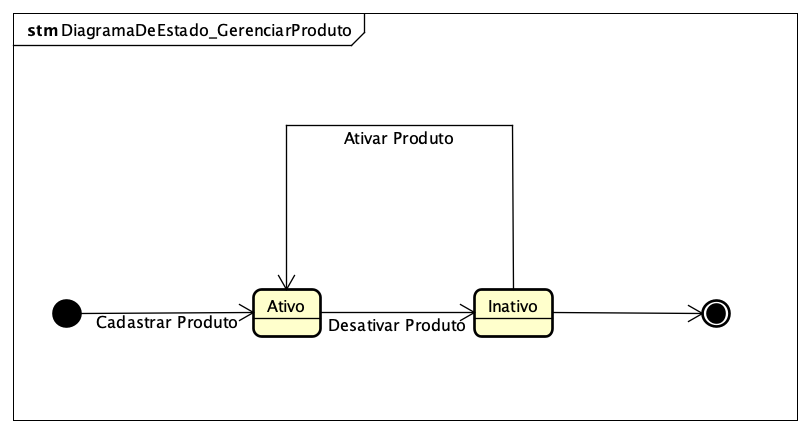 stm DiagramaDeEstado_GerenciarProduto
Ativar Produto
Ativo
Inativo
Cadastrar Produto
Desativar Produto